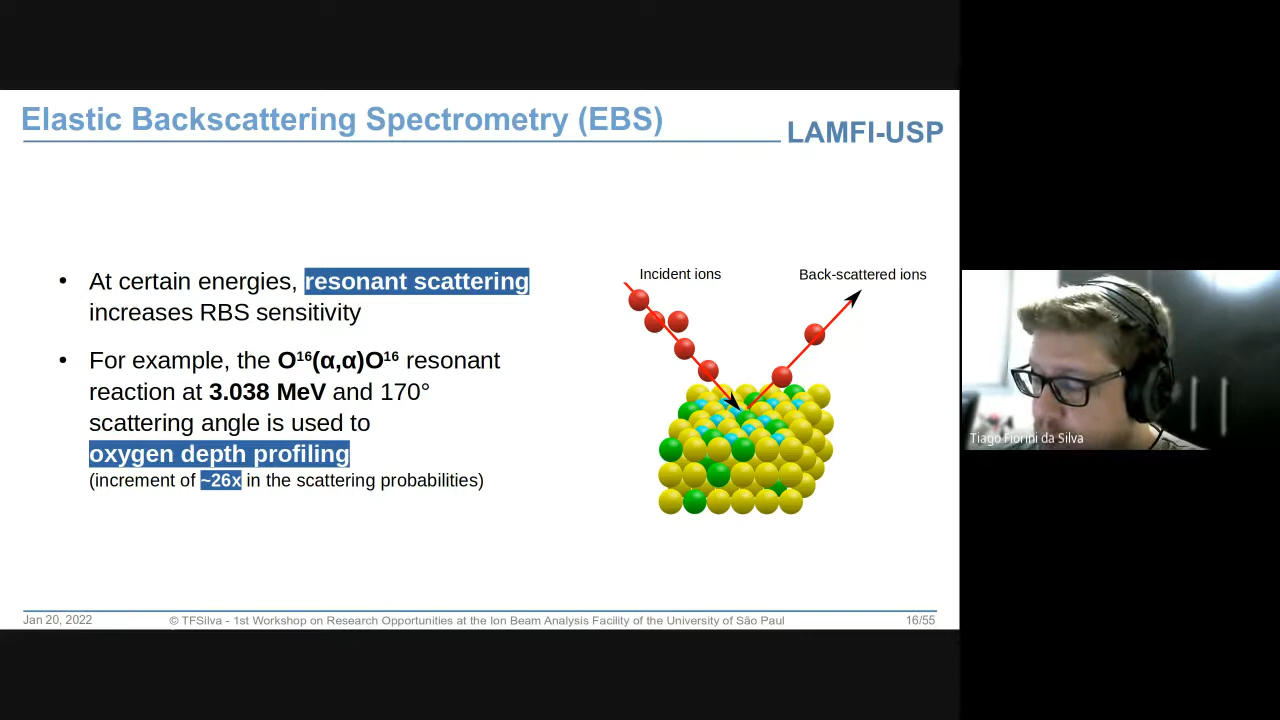 Elastic Backscattering Spectrometry (EBS)
LAMFI-USP
• At certain energies, resonant scattering
increases RBS sensitivity
• For example, the O¹⁶(α,α)O¹⁶ resonant
reaction at 3.038 MeV and 170°
scattering angle is used to
oxygen depth profiling
(increment of ~26x in the scattering probabilities)
Incident ions
Back-scattered ions
Tiago Fiorini da Silva
Jan 20, 2022
© TFSilva - 1st Workshop on Research Opportunities at the Ion Beam Analysis Facility of the University of São Paul
16/55